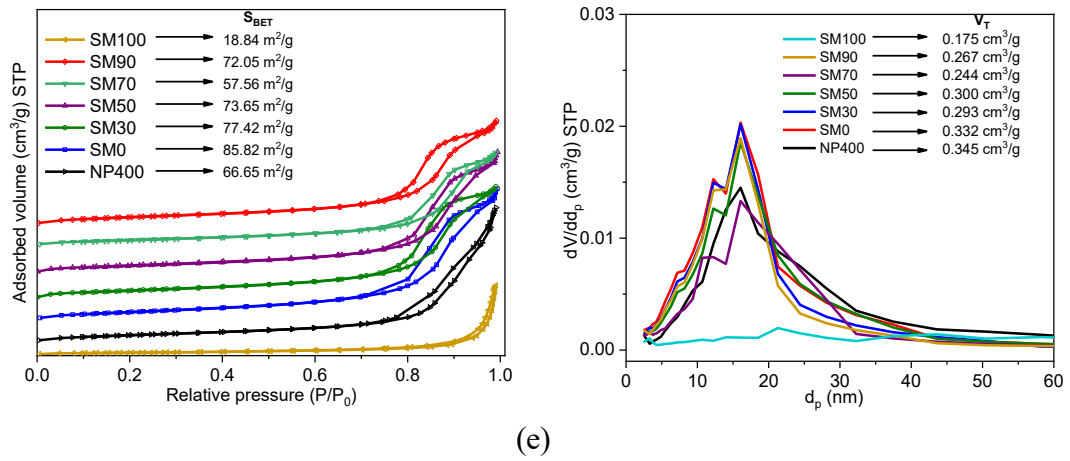 S_BET
SM100 → 18.84 m²/g
SM90 → 72.05 m²/g
SM70 → 57.56 m²/g
SM50 → 73.65 m²/g
SM30 → 77.42 m²/g
SM0 → 85.82 m²/g
NP400 → 66.65 m²/g
Adsorbed volume (cm³/g) STP
0.0 0.2 0.4 0.6 0.8 1.0
Relative pressure (P/P₀)
V_T
SM100 → 0.175 cm³/g
SM90 → 0.267 cm³/g
SM70 → 0.244 cm³/g
SM50 → 0.300 cm³/g
SM30 → 0.293 cm³/g
SM0 → 0.332 cm³/g
NP400 → 0.345 cm³/g
0.03
0.02
0.01
0.00
dV/dd_p (cm³/g) STP
0 10 20 30 40 50 60
d_p (nm)
(e)